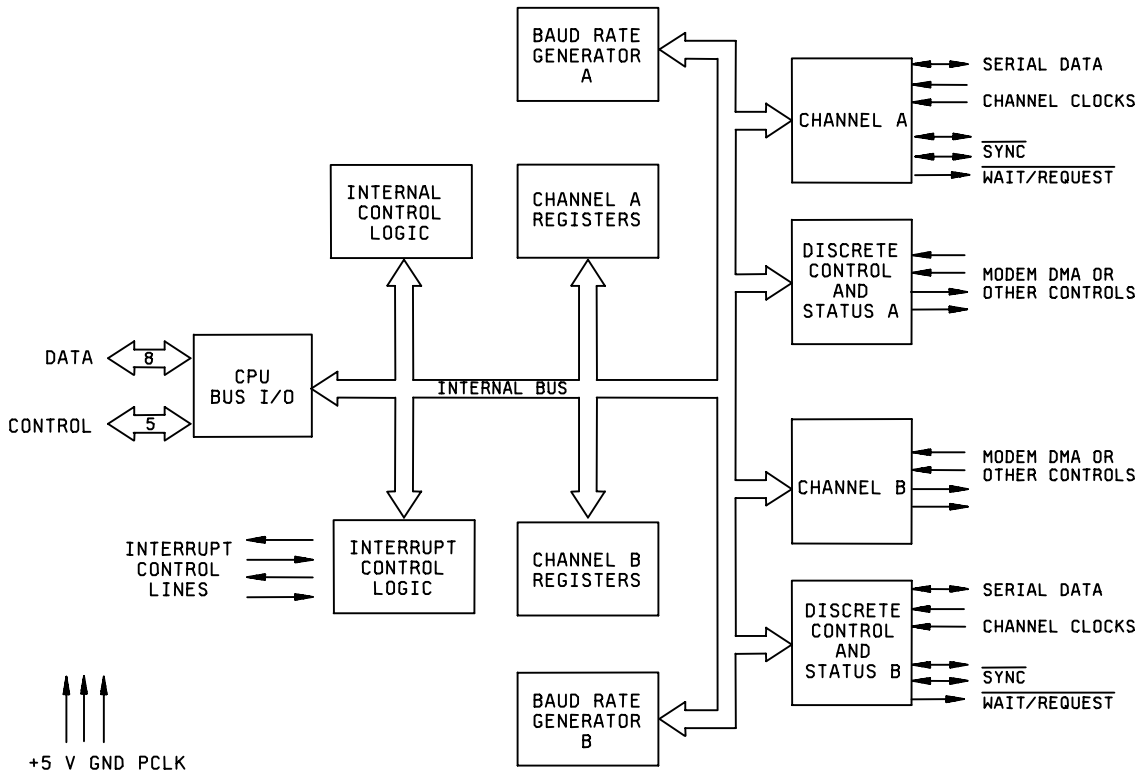 BAUD RATE
GENERATOR
A
CHANNEL A
SERIAL DATA
CHANNEL CLOCKS
SYNC
WAIT/REQUEST
INTERNAL
CONTROL
LOGIC
CHANNEL A
REGISTERS
DISCRETE
CONTROL
AND
STATUS A
MODEM DMA OR
OTHER CONTROLS
DATA
8
CPU
BUS I/O
INTERNAL BUS
CONTROL
5
CHANNEL B
MODEM DMA OR
OTHER CONTROLS
INTERRUPT
CONTROL
LINES
INTERRUPT
CONTROL
LOGIC
CHANNEL B
REGISTERS
DISCRETE
CONTROL
AND
STATUS B
SERIAL DATA
CHANNEL CLOCKS
SYNC
WAIT/REQUEST
BAUD RATE
GENERATOR
B
+5 V GND PCLK